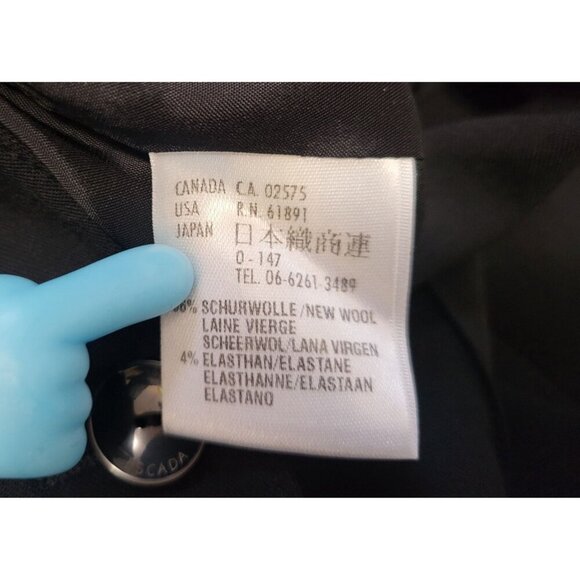 CANADA C.A. 02575
USA R.N. 61891
JAPAN 日本織商連
O - 147
TEL. 06-6261-3489
% SCHURWOLLE/NEW WOOL
LAINE VIERGE
SCHEERWOL/LANA VIRGEN
4% ELASTHAN/ELASTANE
ELASTHANNE/ELASTAAN
ELASTANO
SCADA